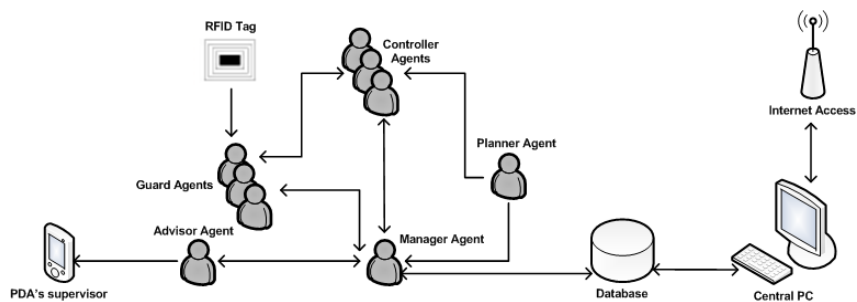 RFID Tag
Controller
Agents
Internet Access
Planner Agent
Guard Agents
Advisor Agent
Manager Agent
PDA's supervisor
Database
Central PC